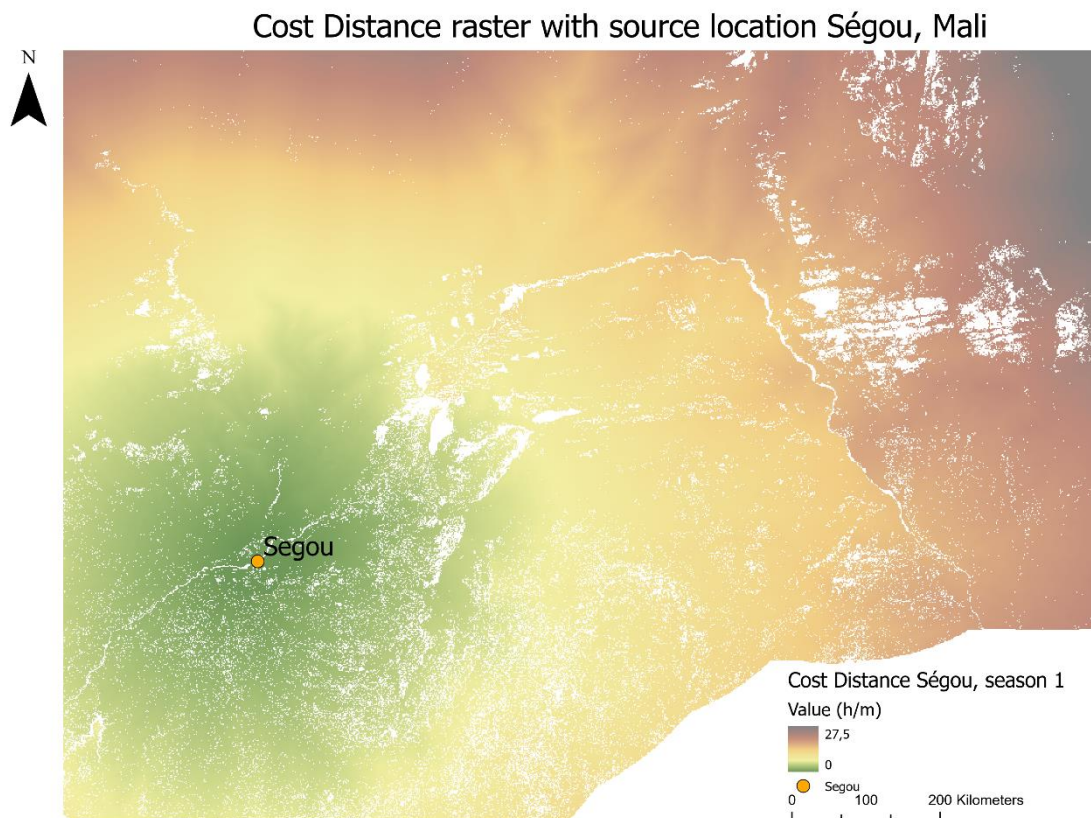 Cost Distance raster with source location Ségou, Mali
N
Segou
Cost Distance Ségou, season 1
Value (h/m)
27,5
0
Segou
0 100 200 Kilometers